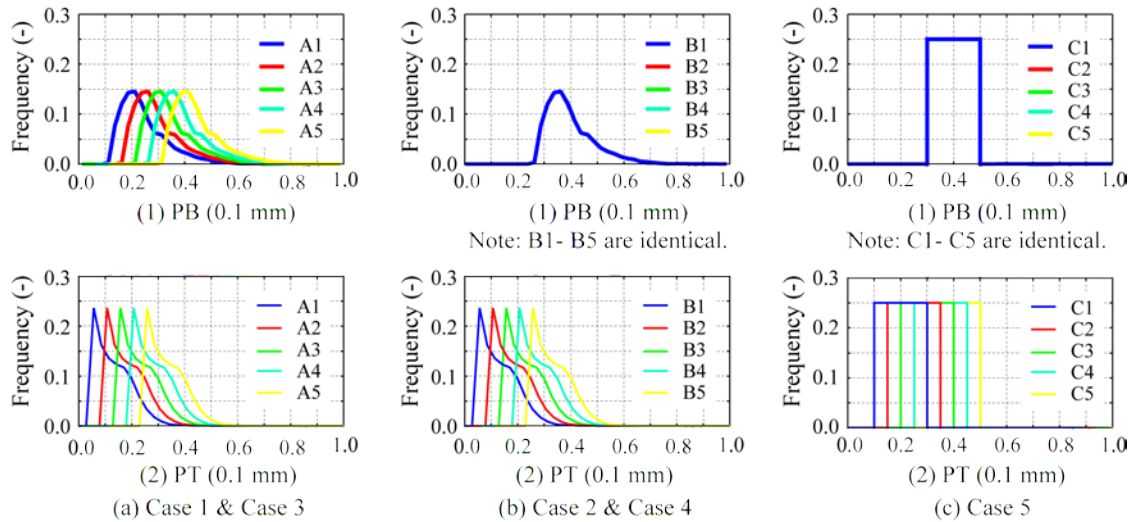 0.3
0.2
0.1
0.0
Frequency (-)
A1
A2
A3
A4
A5
0.0 0.2 0.4 0.6 0.8 1.0
(1) PB (0.1 mm)
0.3
0.2
0.1
0.0
Frequency (-)
B1
B2
B3
B4
B5
0.0 0.2 0.4 0.6 0.8 1.0
(1) PB (0.1 mm)
Note: B1- B5 are identical.
0.3
0.2
0.1
0.0
Frequency (-)
C1
C2
C3
C4
C5
0.0 0.2 0.4 0.6 0.8 1.0
(1) PB (0.1 mm)
Note: C1- C5 are identical.
0.3
0.2
0.1
0.0
Frequency (-)
A1
A2
A3
A4
A5
0.0 0.2 0.4 0.6 0.8 1.0
(2) PT (0.1 mm)
(a) Case 1 & Case 3
0.3
0.2
0.1
0.0
Frequency (-)
B1
B2
B3
B4
B5
0.0 0.2 0.4 0.6 0.8 1.0
(2) PT (0.1 mm)
(b) Case 2 & Case 4
0.3
0.2
0.1
0.0
Frequency (-)
C1
C2
C3
C4
C5
0.0 0.2 0.4 0.6 0.8 1.0
(2) PT (0.1 mm)
(c) Case 5